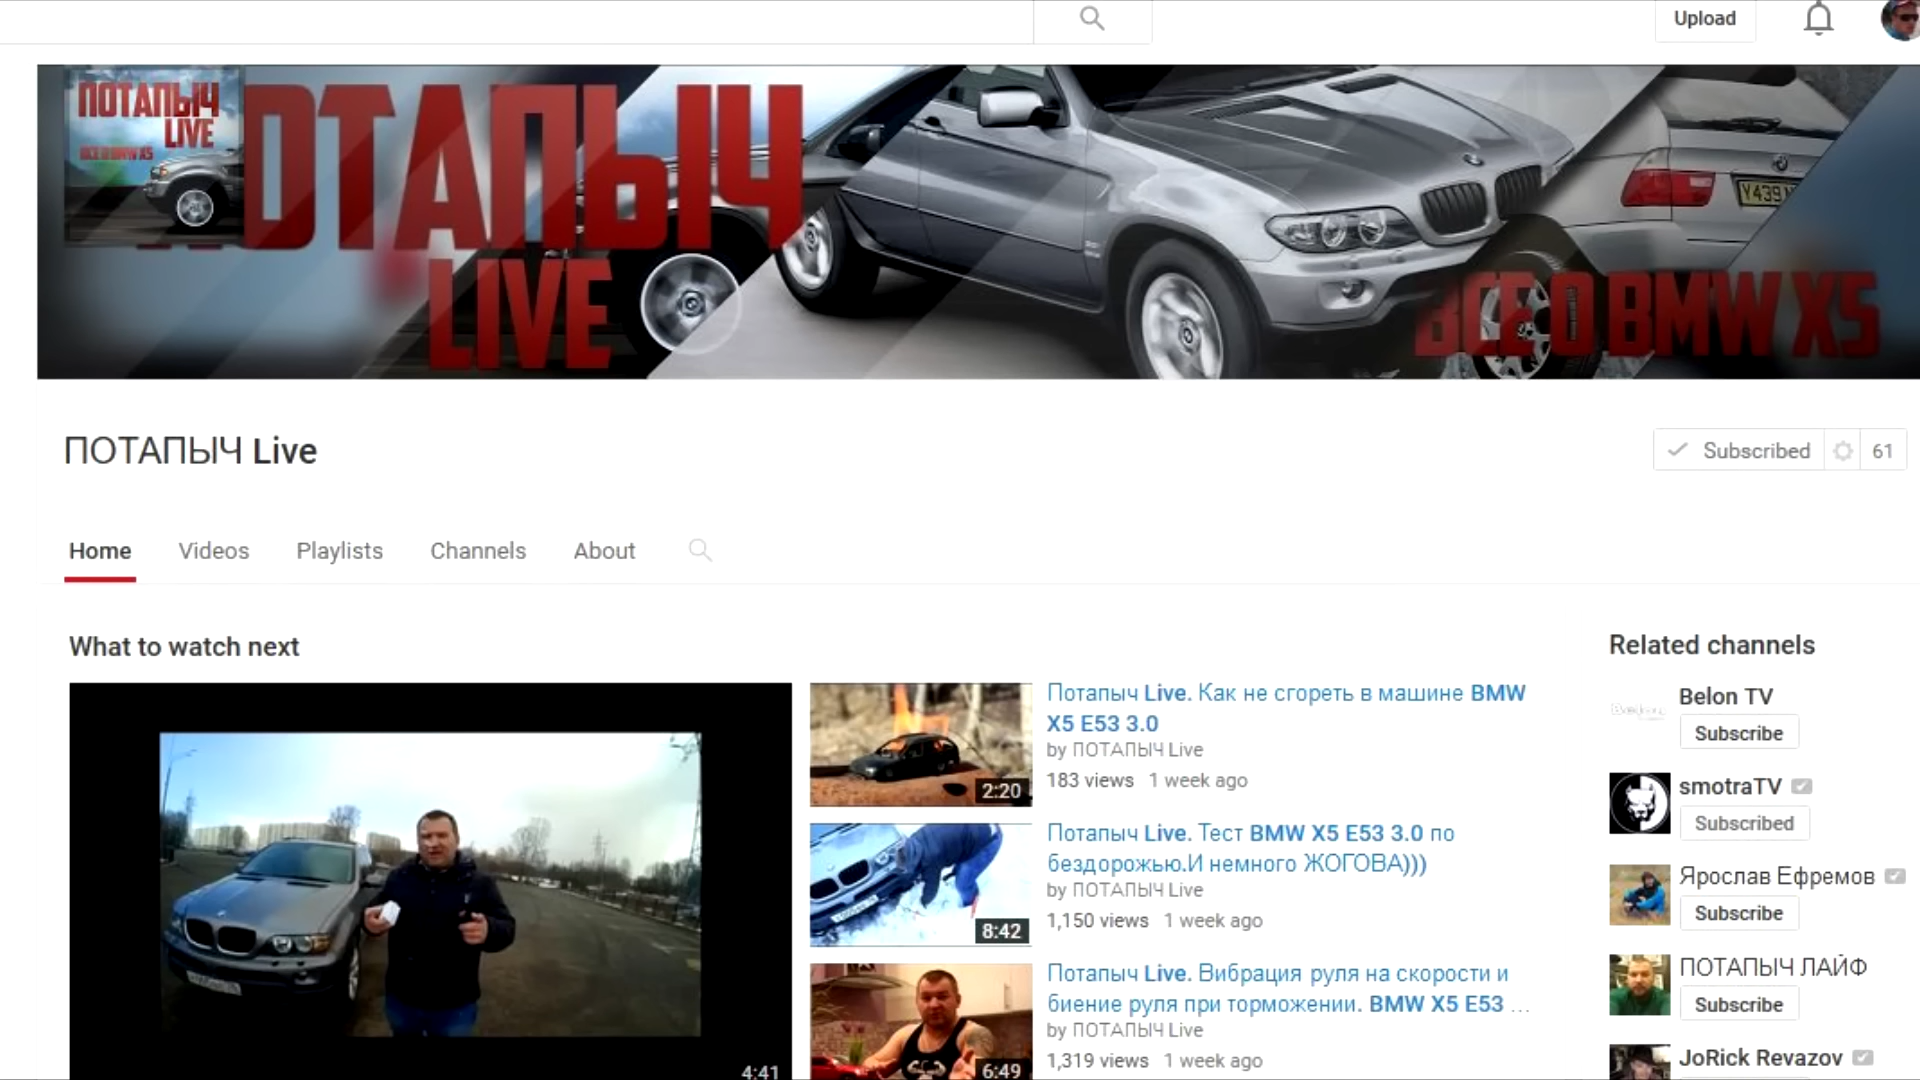 Upload
ПОТАПЫЧ
LIVE
ВСЕ О BMW X5
ПОТАПЫЧ
LIVE
Y439
ВСЕ О BMW X5
ПОТАПЫЧ Live
Subscribed 61
Home Videos Playlists Channels About
What to watch next
4:41
2:20
Потапыч Live. Как не сгореть в машине BMW
X5 E53 3.0
by ПОТАПЫЧ Live
183 views 1 week ago
8:42
Потапыч Live. Тест BMW X5 E53 3.0 по
бездорожью.И немного ЖОГОВА)))
by ПОТАПЫЧ Live
1,150 views 1 week ago
6:49
Потапыч Live. Вибрация руля на скорости и
биение руля при торможении. BMW X5 E53 ...
by ПОТАПЫЧ Live
1,319 views 1 week ago
Related channels
Belon TV
Subscribe
smotraTV
Subscribed
Ярослав Ефремов
Subscribe
ПОТАПЫЧ ЛАЙФ
Subscribe
JoRick Revazov